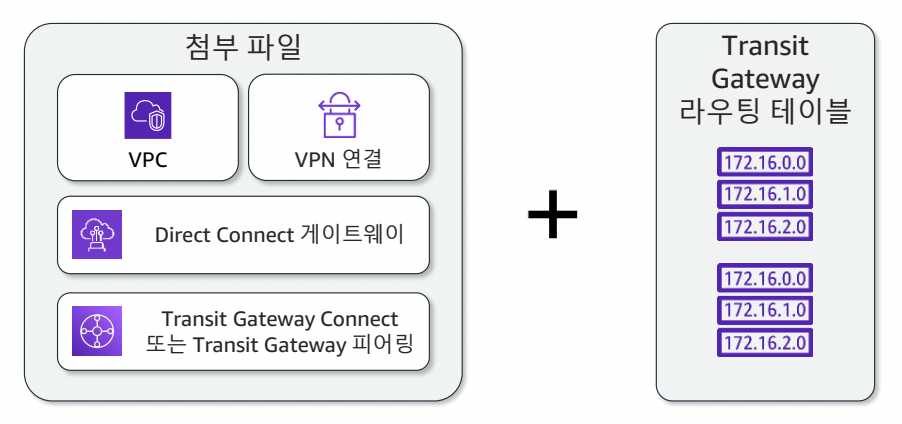 첨부 파일
VPC
VPN 연결
Direct Connect 게이트웨이
Transit Gateway Connect
또는 Transit Gateway 피어링
+
Transit
Gateway
라우팅 테이블
172.16.0.0
172.16.1.0
172.16.2.0
172.16.0.0
172.16.1.0
172.16.2.0